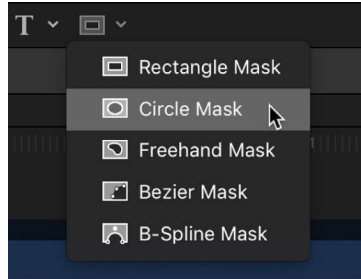 T
Rectangle Mask
Circle Mask
Freehand Mask
Bezier Mask
B-Spline Mask